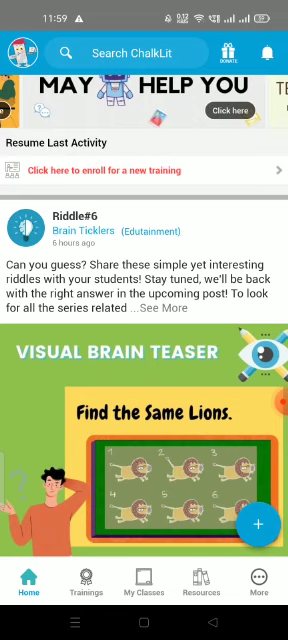 11:59
0.12
Search ChalkLit
DONATE
MAY HELP YOU
Click here
Resume Last Activity
Click here to enroll for a new training
Riddle#6
Brain Ticklers (Edutainment)
6 hours ago
Can you guess? Share these simple yet interesting
riddles with your students! Stay tuned, we'll be back
with the right answer in the upcoming post! To look
for all the series related ...See More
VISUAL BRAIN TEASER
Find the Same Lions.
1 2 3
4 5 6
Home Trainings My Classes Resources More